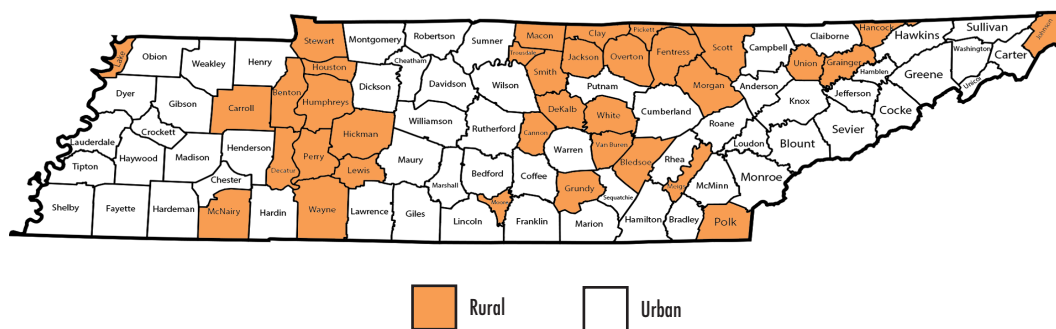 Stewart
Montgomery
Robertson
Sumner
Macon
Clay
Pickett
Fentress
Scott
Campbell
Claiborne
Hancock
Hawkins
Sullivan
Johnson
Lake
Obion
Weakley
Henry
Houston
Cheatham
Trousdale
Jackson
Overton
Union
Grainger
Hamblen
Washington
Carter
Unicoi
Greene
Dyer
Gibson
Carroll
Benton
Humphreys
Dickson
Davidson
Wilson
Smith
Putnam
Morgan
Anderson
Knox
Jefferson
Cocke
Lauderdale
Crockett
Haywood
Madison
Henderson
Hickman
Williamson
Rutherford
DeKalb
White
Cumberland
Roane
Loudon
Blount
Sevier
Tipton
Chester
Decatur
Perry
Lewis
Maury
Cannon
Warren
Van Buren
Bledsoe
Rhea
Meigs
McMinn
Monroe
Shelby
Fayette
Hardeman
McNairy
Hardin
Wayne
Lawrence
Giles
Marshall
Bedford
Coffee
Moore
Lincoln
Franklin
Grundy
Sequatchie
Marion
Hamilton
Bradley
Polk
Rural
Urban